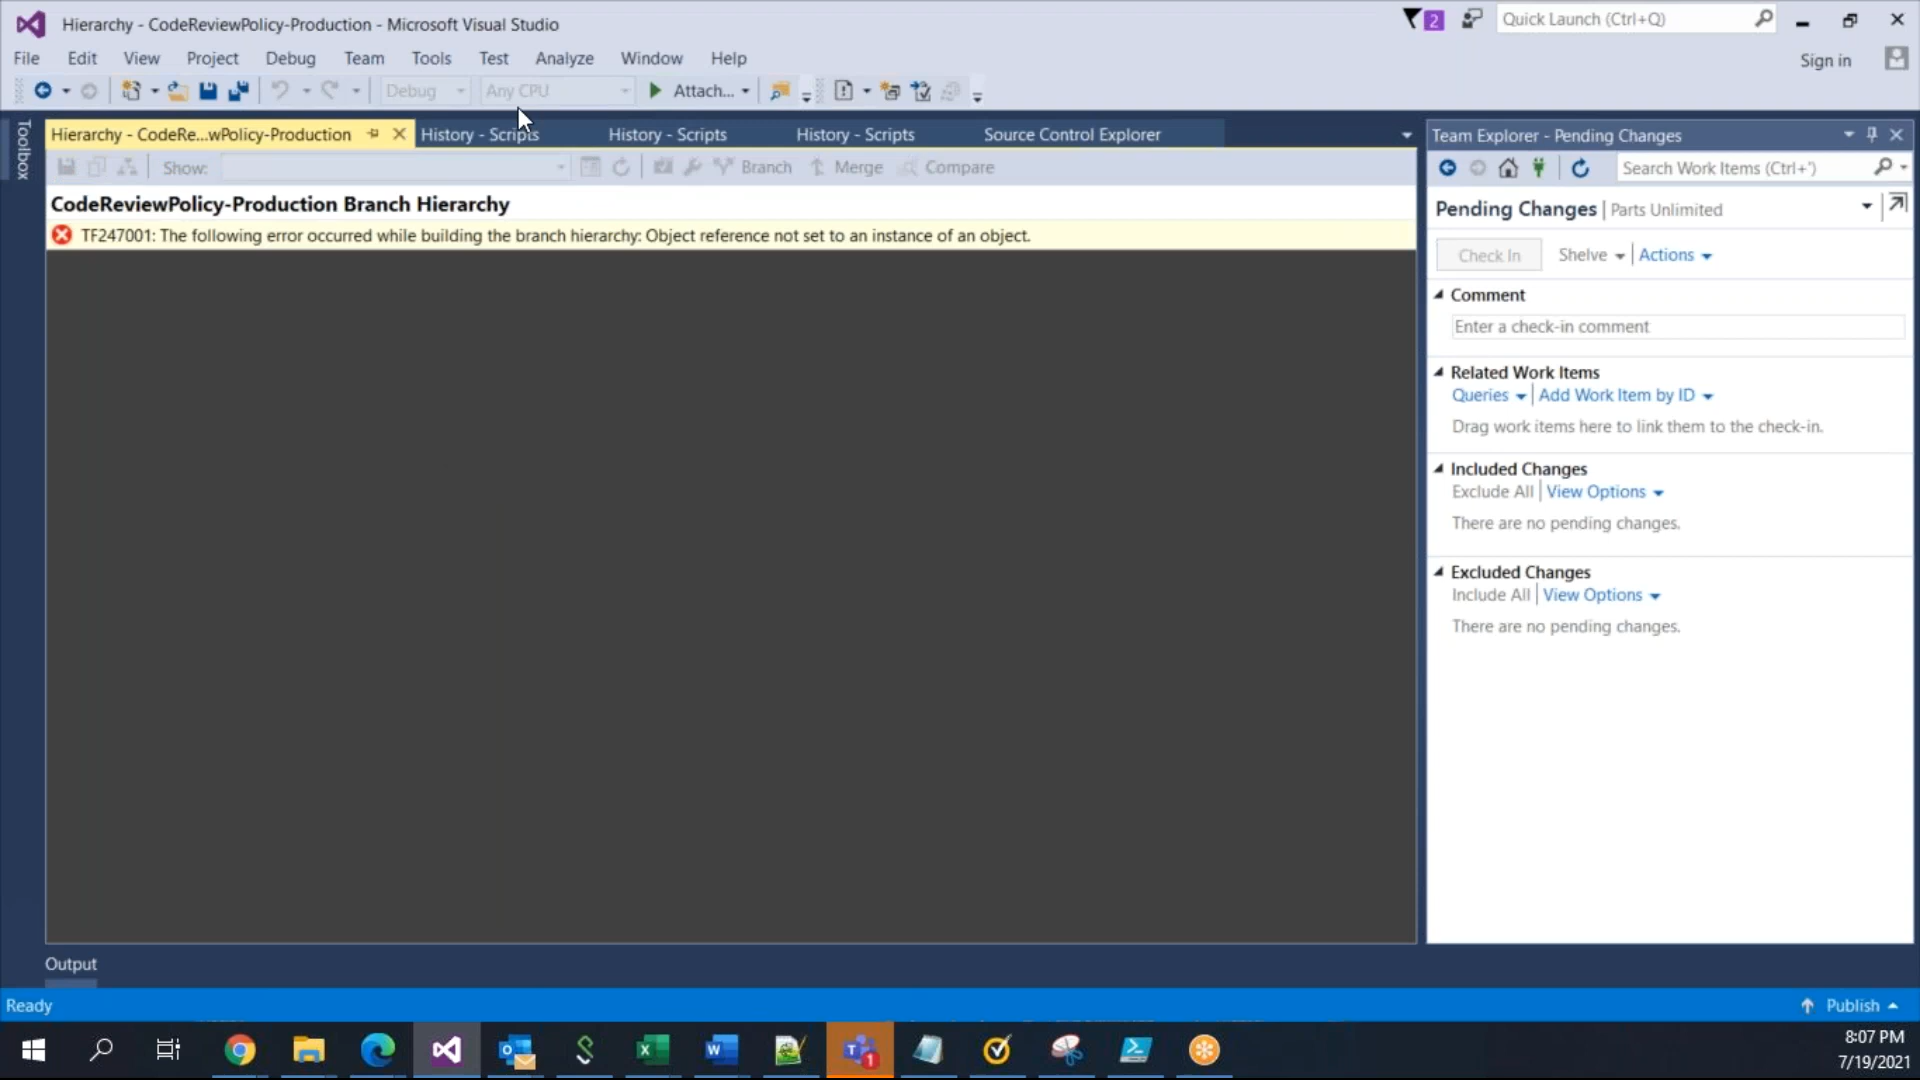 Hierarchy - CodeReviewPolicy-Production - Microsoft Visual Studio
2
Quick Launch (Ctrl+Q)
File Edit View Project Debug Team Tools Test Analyze Window Help
Sign in
Debug Any CPU Attach...
Toolbox
Hierarchy - CodeRe...wPolicy-Production
History - Scripts
History - Scripts
History - Scripts
Source Control Explorer
Show:
Branch Merge Compare
CodeReviewPolicy-Production Branch Hierarchy
TF247001: The following error occurred while building the branch hierarchy: Object reference not set to an instance of an object.
Team Explorer - Pending Changes
Search Work Items (Ctrl+')
Pending Changes | Parts Unlimited
Check In Shelve Actions
Comment
Enter a check-in comment
Related Work Items
Queries Add Work Item by ID
Drag work items here to link them to the check-in.
Included Changes
Exclude All View Options
There are no pending changes.
Excluded Changes
Include All View Options
There are no pending changes.
Output
Ready
Publish
1
8:07 PM
7/19/2021